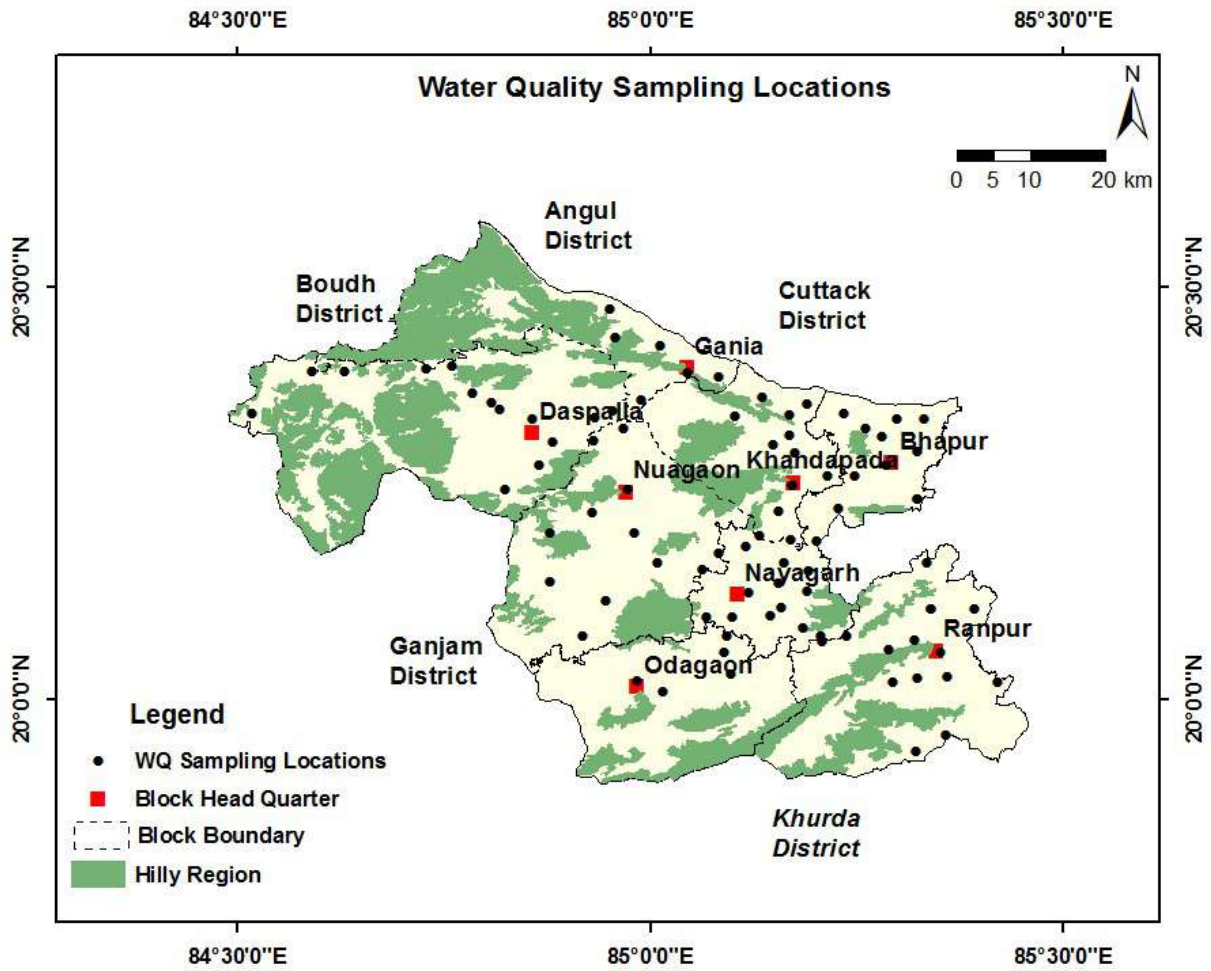 84°30'0"E
85°0'0"E
85°30'0"E
Water Quality Sampling Locations
N
0 5 10 20 km
Angul
District
20°30'0"N
20°30'0"N
Boudh
District
Cuttack
District
Gania
Daspalla
Bhapur
Nuagaon
Khandapada
Nayagarh
Ranpur
Ganjam
District
Odagaon
20°0'0"N
20°0'0"N
Legend
WQ Sampling Locations
Block Head Quarter
Block Boundary
Hilly Region
Khurda
District
84°30'0"E
85°0'0"E
85°30'0"E